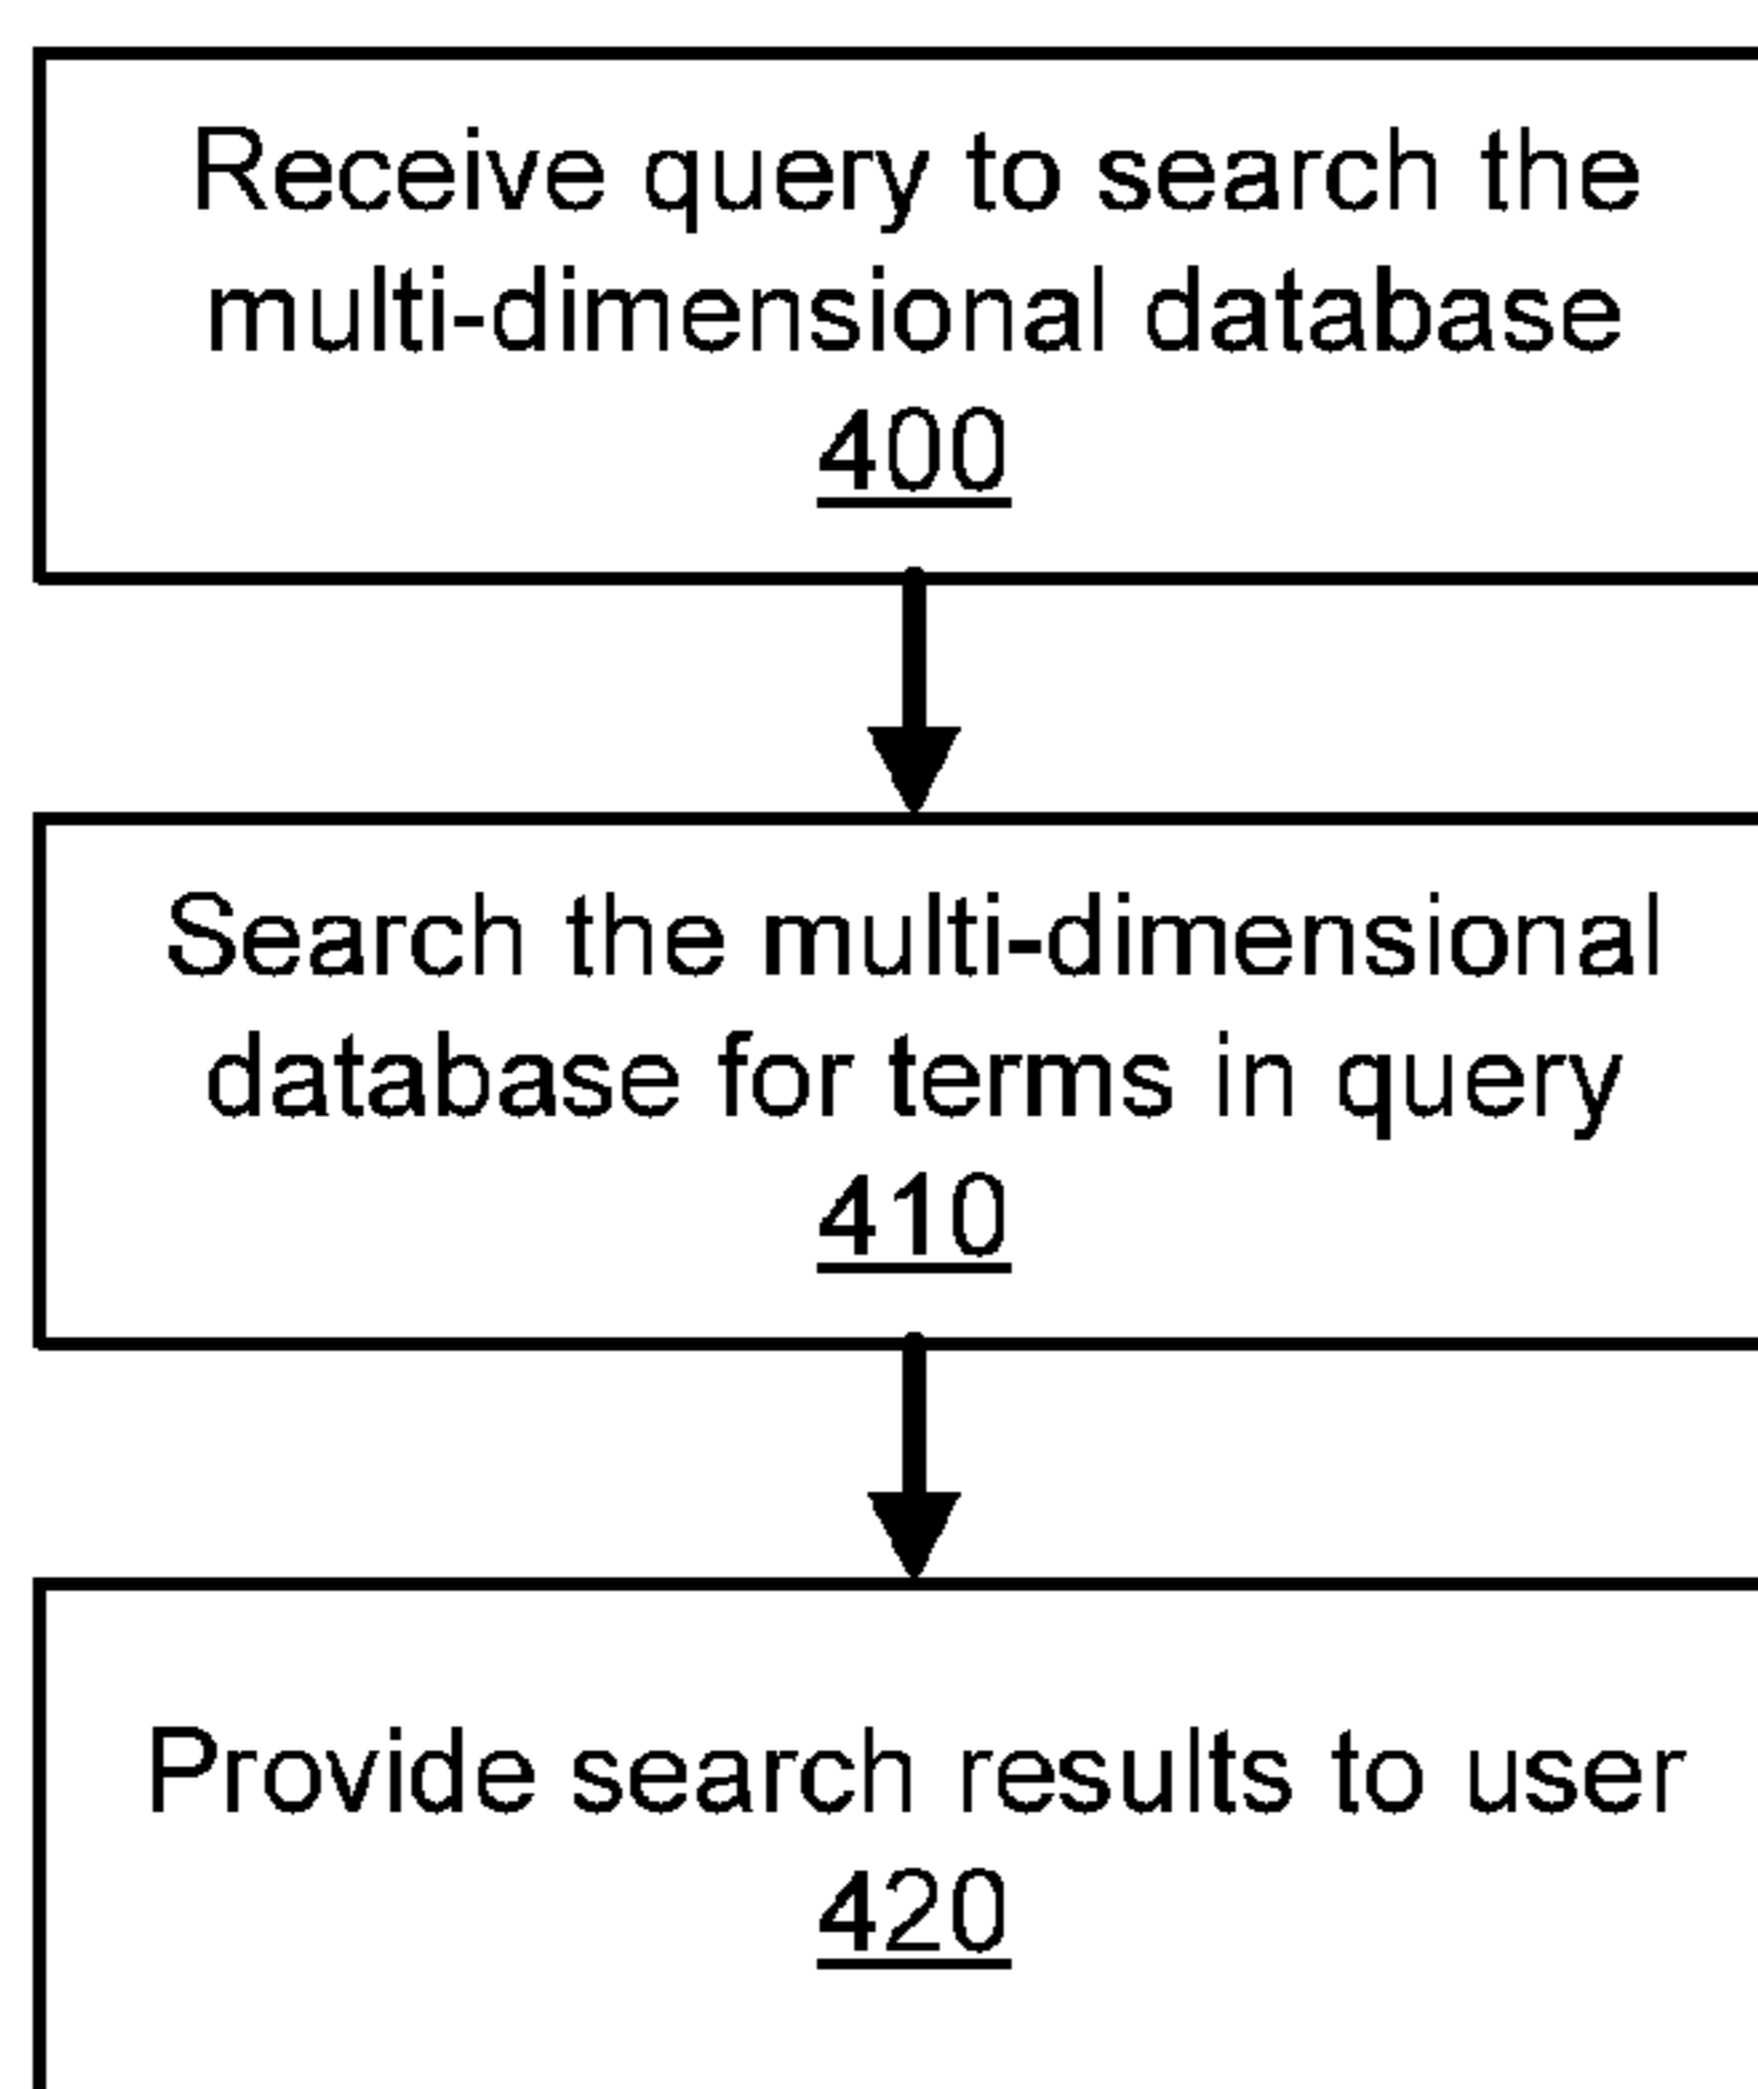 Receive query to search the
multi-dimensional database
400
Search the multi-dimensional
database for terms in query
410
Provide search results to user
420